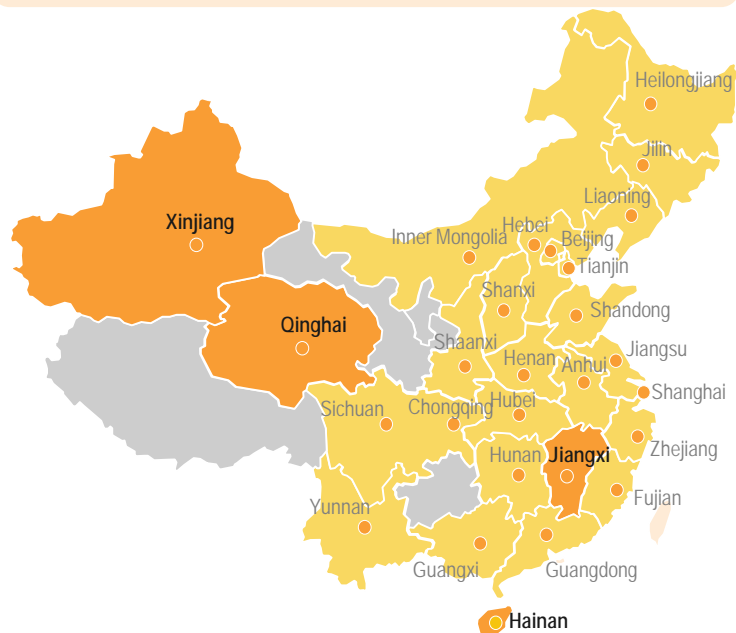 Heilongjiang
Jilin
Liaoning
Xinjiang
Inner Mongolia
Hebei
Beijing
Tianjin
Shanxi
Shandong
Qinghai
Shaanxi
Henan
Anhui
Jiangsu
Shanghai
Sichuan
Chongqing
Hubei
Zhejiang
Hunan
Jiangxi
Yunnan
Fujian
Guangxi
Guangdong
Hainan